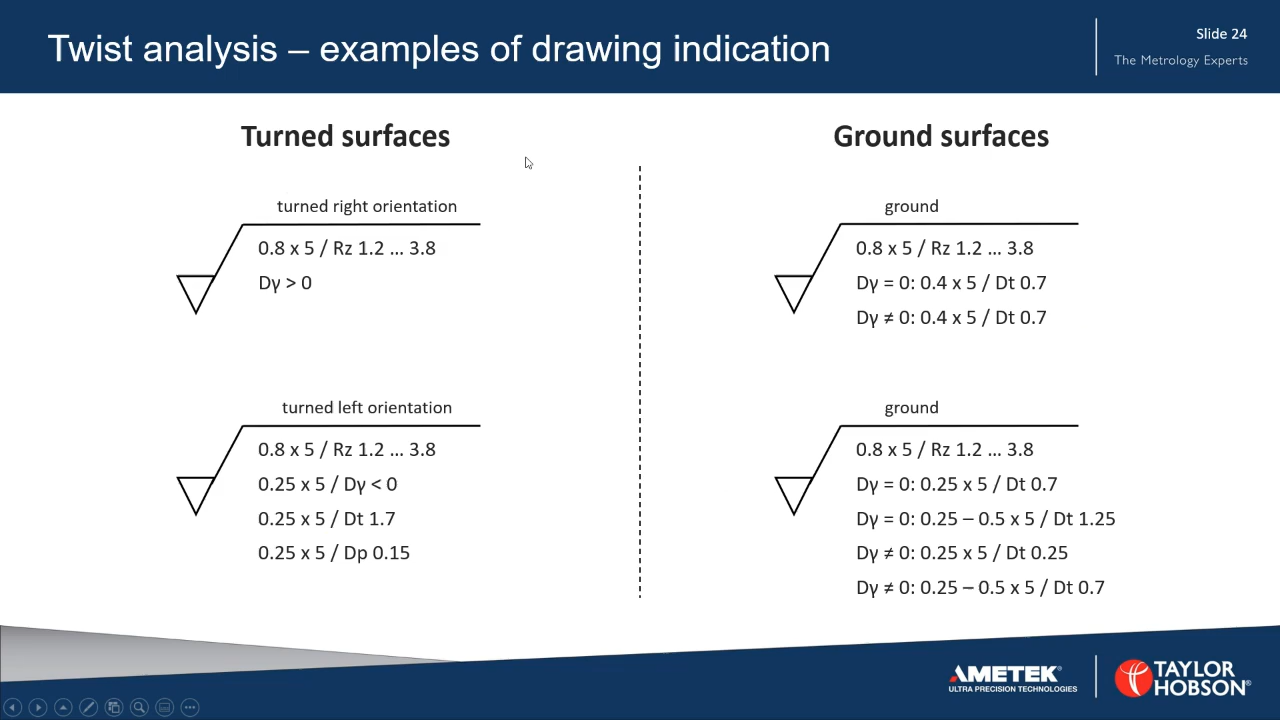 Twist analysis – examples of drawing indication
Slide 24
The Metrology Experts
Turned surfaces
turned right orientation
0.8 x 5 / Rz 1.2 ... 3.8
Dγ > 0
turned left orientation
0.8 x 5 / Rz 1.2 ... 3.8
0.25 x 5 / Dγ < 0
0.25 x 5 / Dt 1.7
0.25 x 5 / Dp 0.15
Ground surfaces
ground
0.8 x 5 / Rz 1.2 ... 3.8
Dγ = 0: 0.4 x 5 / Dt 0.7
Dγ ≠ 0: 0.4 x 5 / Dt 0.7
ground
0.8 x 5 / Rz 1.2 ... 3.8
Dγ = 0: 0.25 x 5 / Dt 0.7
Dγ = 0: 0.25 – 0.5 x 5 / Dt 1.25
Dγ ≠ 0: 0.25 x 5 / Dt 0.25
Dγ ≠ 0: 0.25 – 0.5 x 5 / Dt 0.7
AMETEK®
ULTRA PRECISION TECHNOLOGIES
TAYLOR
HOBSON®